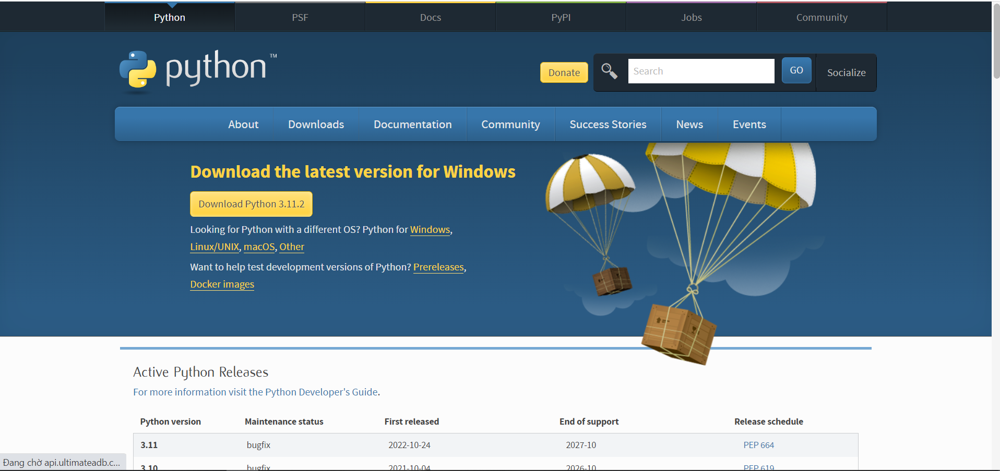 Python PSF Docs PyPI Jobs Community
python™
Donate Search GO Socialize
About Downloads Documentation Community Success Stories News Events
Download the latest version for Windows
Download Python 3.11.2
Looking for Python with a different OS? Python for Windows,
Linux/UNIX, macOS, Other
Want to help test development versions of Python? Prereleases,
Docker images
Active Python Releases
For more information visit the Python Developer's Guide.
Python version Maintenance status First released End of support Release schedule
3.11 bugfix 2022-10-24 2027-10 PEP 664
3.10 bugfix 2021-10-04 2026-10 PEP 619
Đang chờ api.ultimateadb.c...